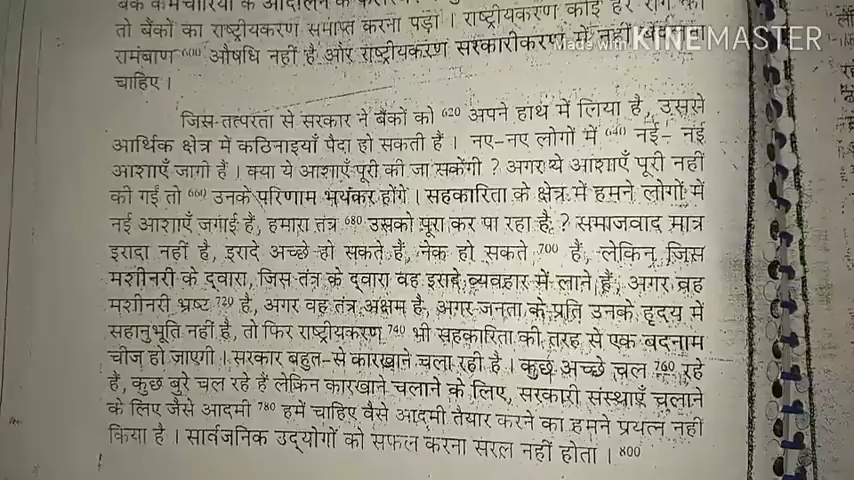 बैंक कर्मचारियों के आंदोलन के
तो बैंकों का राष्ट्रीयकरण समाप्त करना पड़ा । राष्ट्रीयकरण कोई हर रोग की
रामबाण 600 औषधि नहीं है और राष्ट्रीयकरण सरकारीकरण में नहीं
Made with KINEMASTER
चाहिए ।
जिस तत्परता से सरकार ने बैंकों को 620 अपने हाथ में लिया है, उससे
आर्थिक क्षेत्र में कठिनाइयाँ पैदा हो सकती हैं । नए-नए लोगों में 640 नई- नई
आशाएँ जागी हैं । क्या ये आशाएँ पूरी की जा सकेंगी ? अगर ये आशाएँ पूरी नहीं
की गईं तो 660 उनके परिणाम भयंकर होंगे । सहकारिता के क्षेत्र में हमने लोगों में
नई आशाएँ जगाई हैं, हमारा तंत्र 680 उसको पूरा कर पा रहा है ? समाजवाद मात्र
इरादा नहीं है, इरादे अच्छे हो सकते हैं, नेक हो सकते 700 हैं, लेकिन जिस
मशीनरी के द्वारा, जिस तंत्र के द्वारा वह इरादे व्यवहार में लाने हैं, अगर वह
मशीनरी भ्रष्ट 720 है, अगर वह तंत्र अक्षम है, अगर जनता के प्रति उनके हृदय में
सहानुभूति नहीं है, तो फिर राष्ट्रीयकरण 740 भी सहकारिता की तरह से एक बदनाम
चीज हो जाएगी । सरकार बहुत-से कारखाने चला रही है । कुछ अच्छे चल 760 रहे
हैं, कुछ बुरे चल रहे हैं लेकिन कारखाने चलाने के लिए, सरकारी संस्थाएँ चलाने
के लिए जैसे आदमी 780 हमें चाहिए वैसे आदमी तैयार करने का हमने प्रयत्न नहीं
किया है । सार्वजनिक उद्योगों को सफल करना सरल नहीं होता । 800